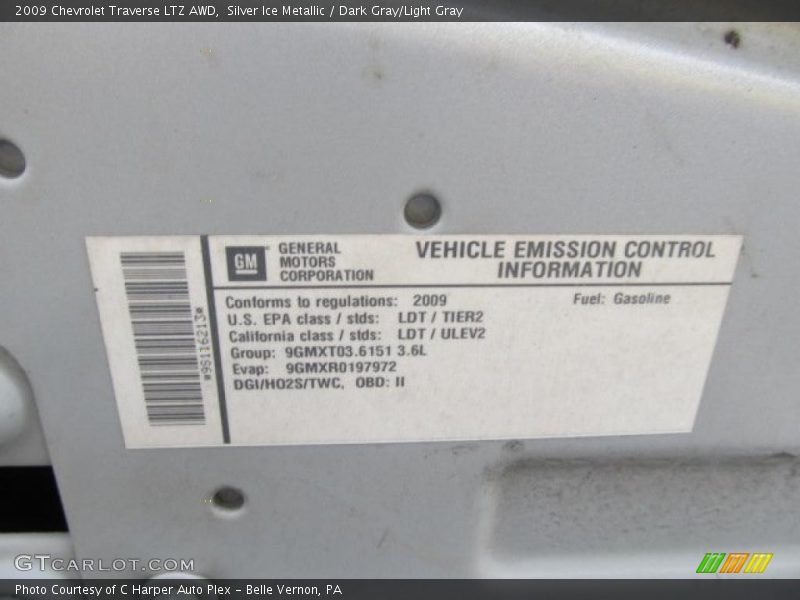 2009 Chevrolet Traverse LTZ AWD, Silver Ice Metallic / Dark Gray/Light Gray
GM
GENERAL
MOTORS
CORPORATION
VEHICLE EMISSION CONTROL
INFORMATION
*9S116213*
Conforms to regulations: 2009
Fuel: Gasoline
U.S. EPA class / stds: LDT / TIER2
California class / stds: LDT / ULEV2
Group: 9GMXT03.6151 3.6L
Evap: 9GMXR0197972
DGI/HO2S/TWC, OBD: II
GTCARLOT.COM
Photo Courtesy of C Harper Auto Plex - Belle Vernon, PA